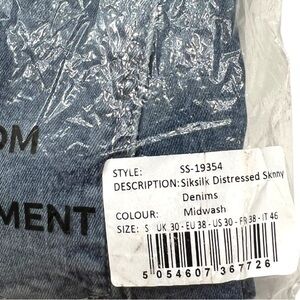 OM
MENT
STYLE: SS-19354
DESCRIPTION:Siksilk Distressed Sknny
Denims
COLOUR: Midwash
SIZE: S UK 30 - EU 38 - US 30 - FR 38 - IT 46
5 054607 367726